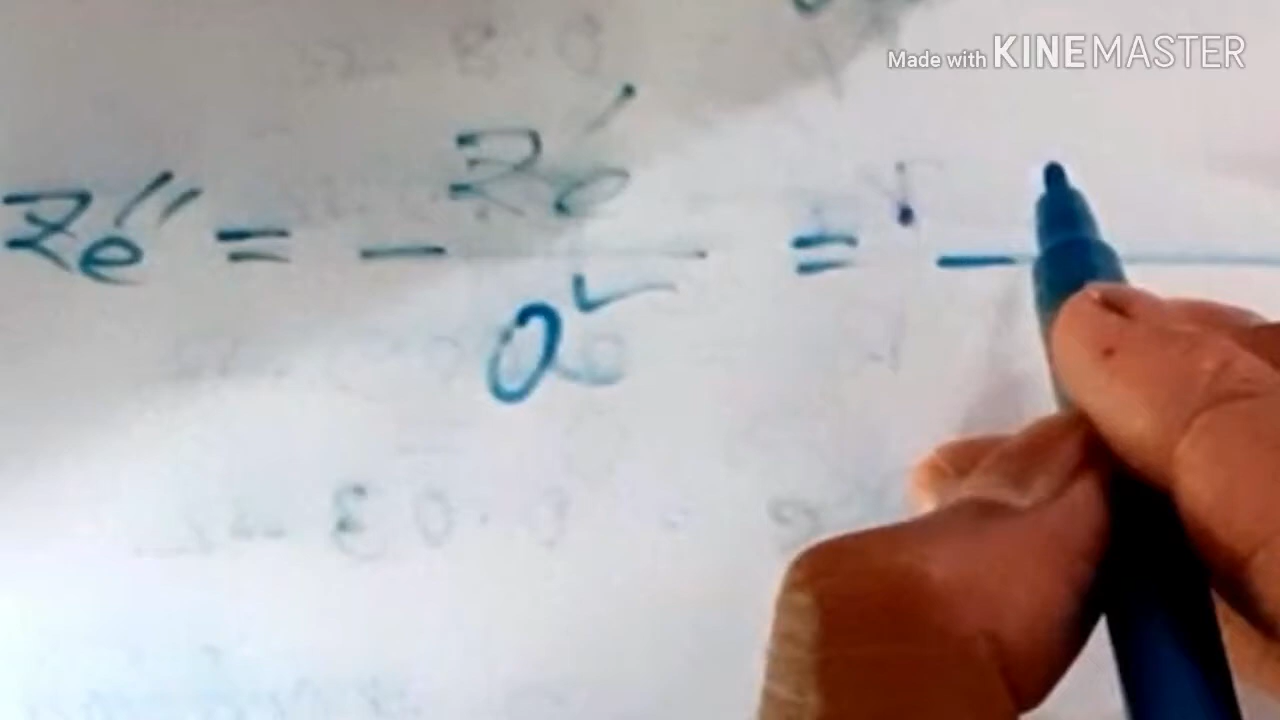 Made with KINEMASTER
Ze'' = Ze' / a² =